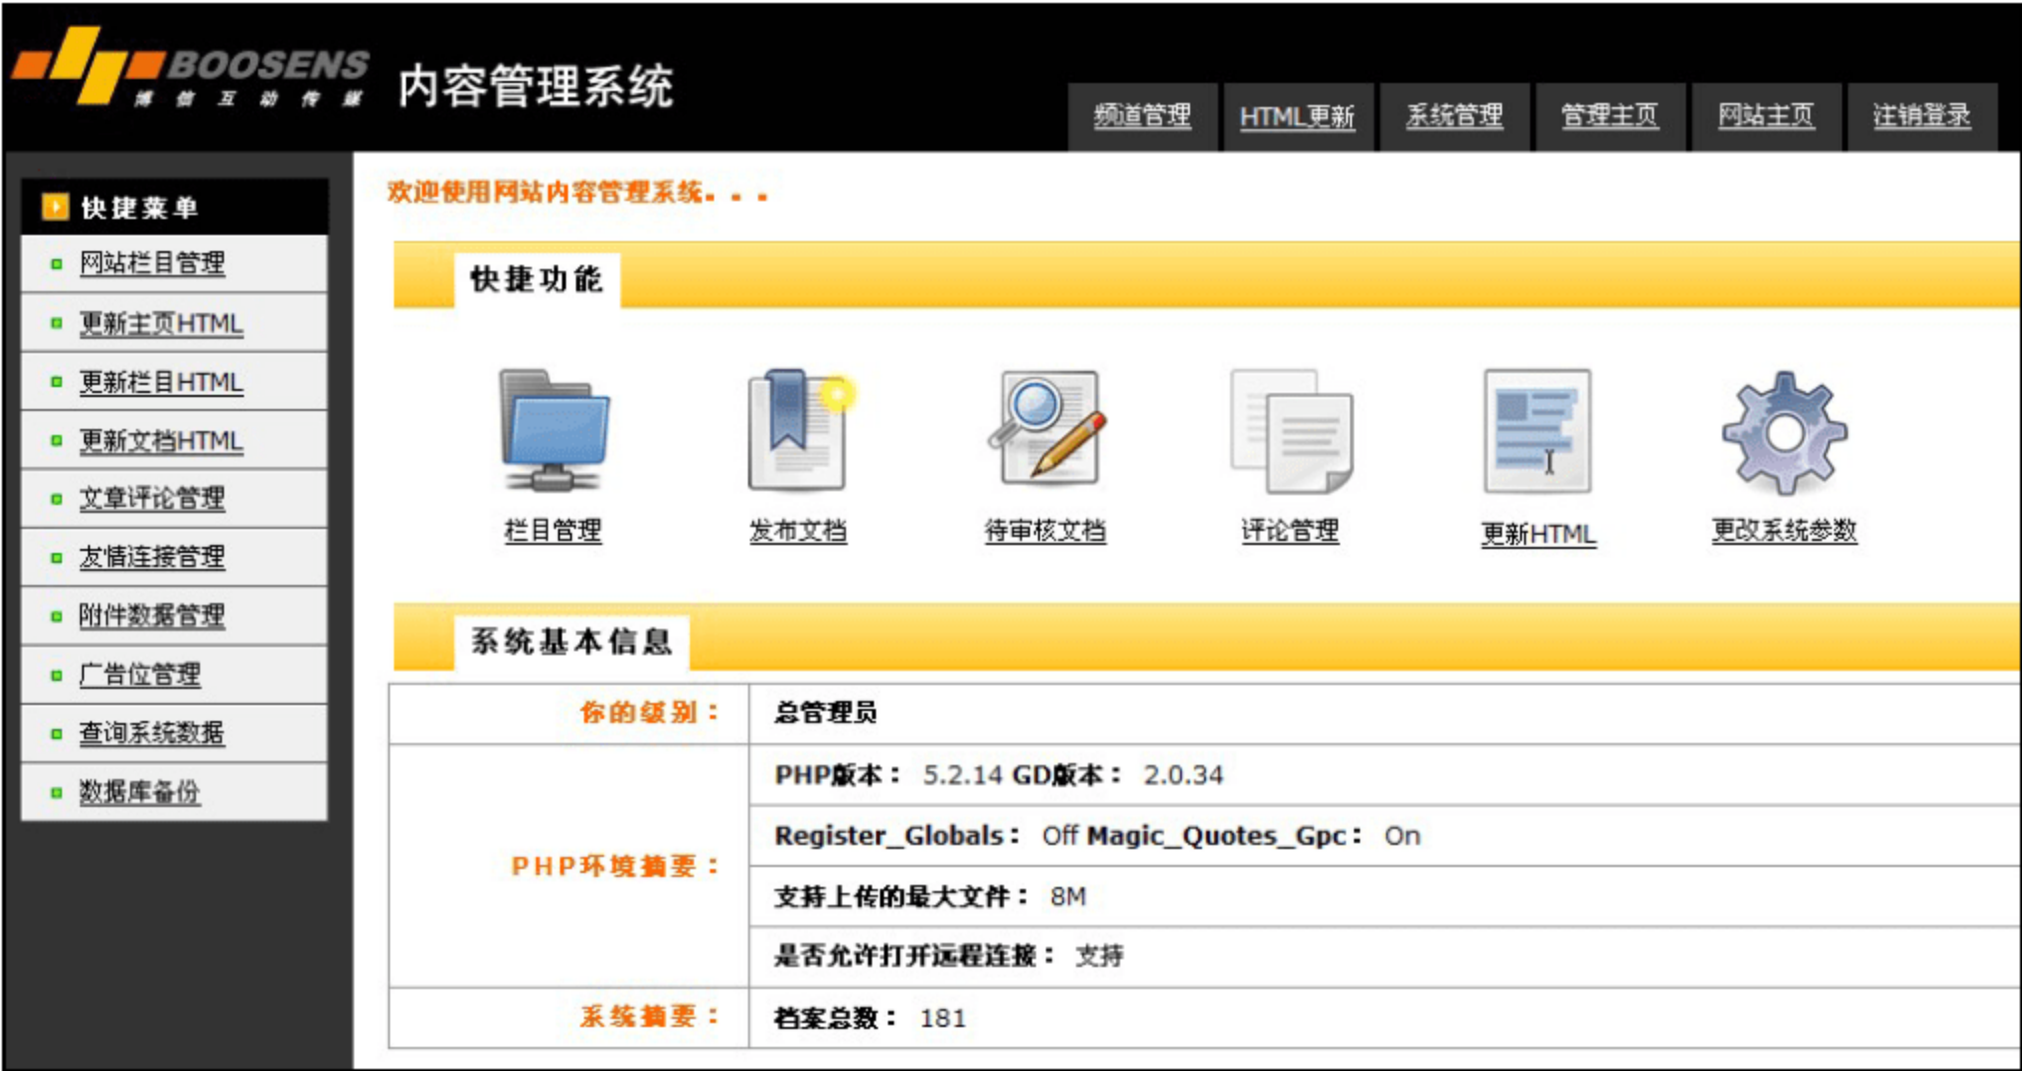 BOOSENS
博信互动传媒
内容管理系统
频道管理
HTML更新
系统管理
管理主页
网站主页
注销登录
快捷菜单
网站栏目管理
更新主页HTML
更新栏目HTML
更新文档HTML
文章评论管理
友情连接管理
附件数据管理
广告位管理
查询系统数据
数据库备份
欢迎使用网站内容管理系统...
快捷功能
栏目管理
发布文档
待审核文档
评论管理
更新HTML
更改系统参数
系统基本信息
你的级别：
总管理员
PHP环境摘要：
PHP版本： 5.2.14 GD版本： 2.0.34
Register_Globals： Off Magic_Quotes_Gpc： On
支持上传的最大文件： 8M
是否允许打开远程连接： 支持
系统摘要：
档案总数： 181